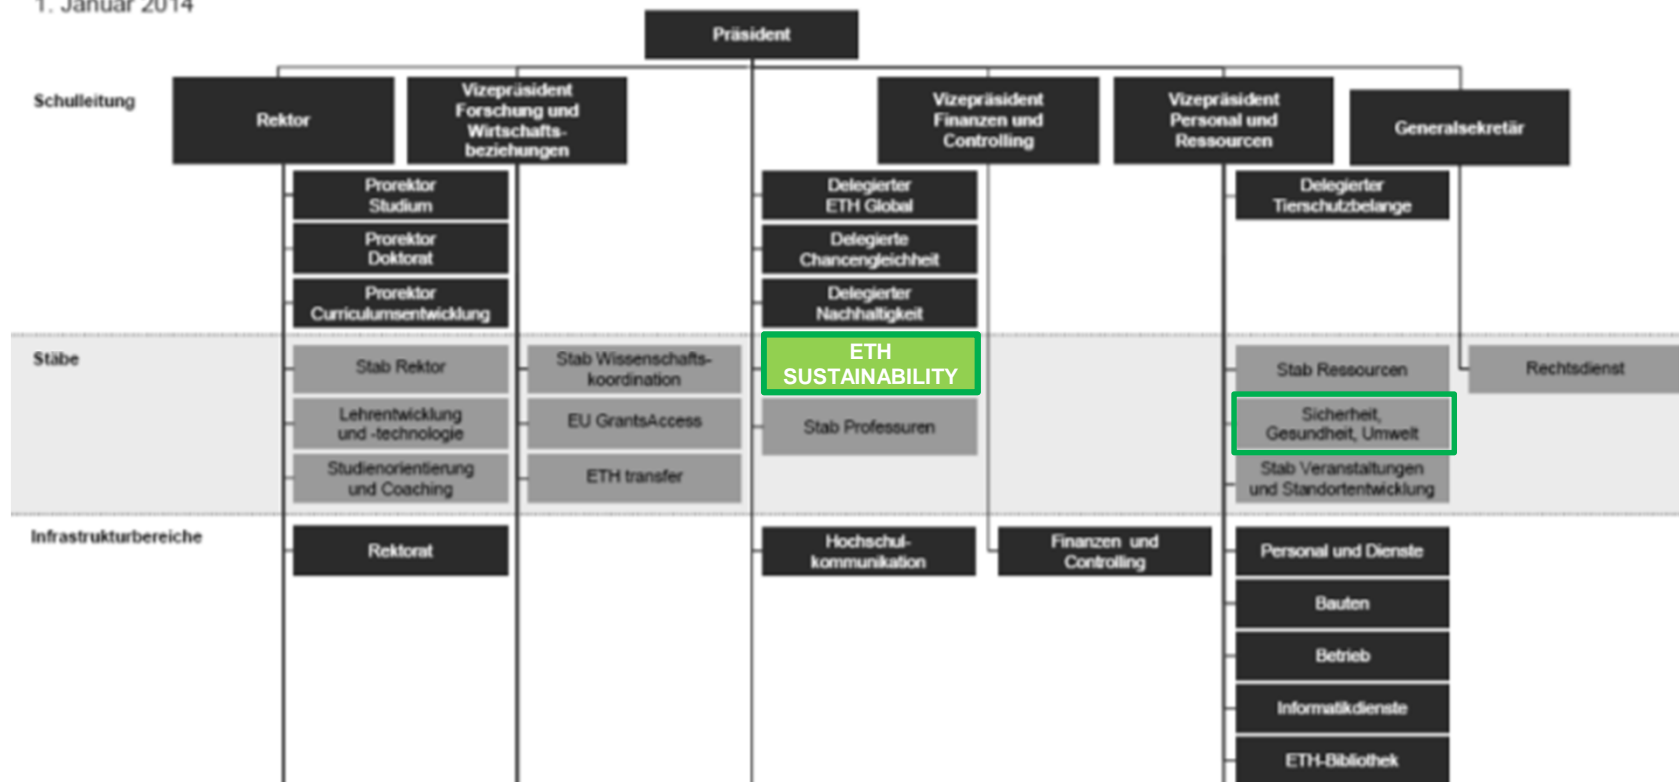 1. Januar 2014
Präsident
Schulleitung
Rektor
Vizepräsident
Forschung und
Wirtschafts-
beziehungen
Vizepräsident
Finanzen und
Controlling
Vizepräsident
Personal und
Ressourcen
Generalsekretär
Prorektor
Studium
Delegierter
ETH Global
Delegierter
Tierschutzbelange
Prorektor
Doktorat
Delegierte
Chancengleichheit
Prorektor
Curriculumsentwicklung
Delegierter
Nachhaltigkeit
Stäbe
Stab Rektor
Stab Wissenschafts-
koordination
ETH
SUSTAINABILITY
Stab Ressourcen
Rechtsdienst
Lehrentwicklung
und -technologie
EU GrantsAccess
Stab Professuren
Sicherheit,
Gesundheit, Umwelt
Studienorientierung
und Coaching
ETH transfer
Stab Veranstaltungen
und Standortentwicklung
Infrastrukturbereiche
Rektorat
Hochschul-
kommunikation
Finanzen und
Controlling
Personal und Dienste
Bauten
Betrieb
Informatikdienste
ETH-Bibliothek